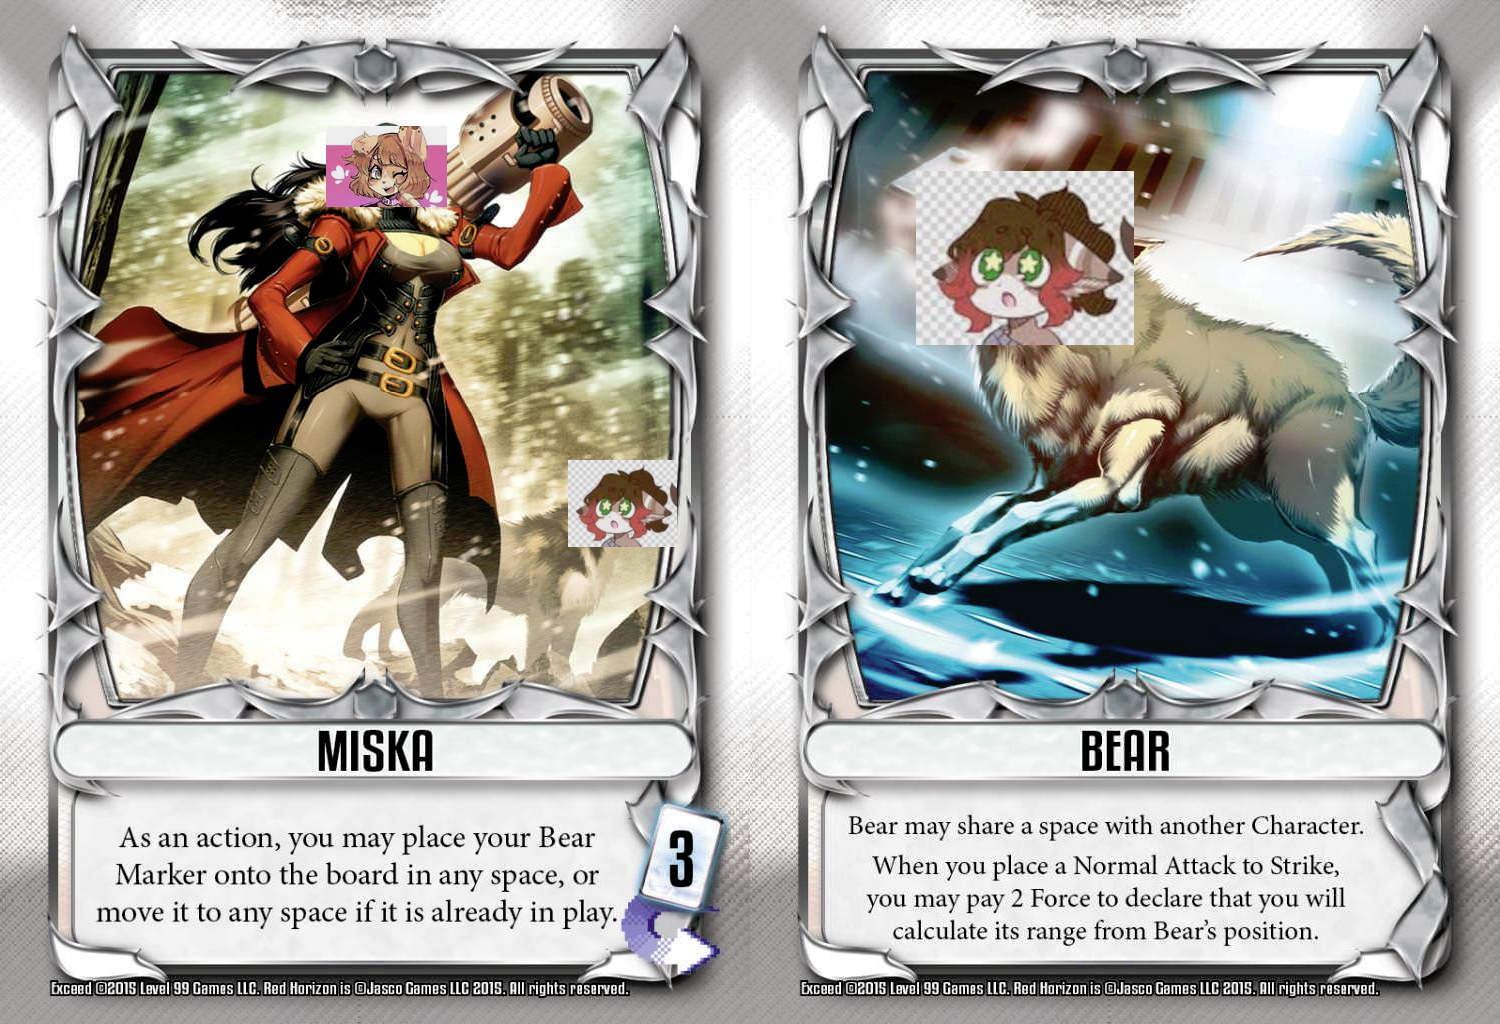 MISKA
As an action, you may place your Bear
Marker onto the board in any space, or
move it to any space if it is already in play.
3
Exceed ©2015 Level 99 Games LLC. Red Horizon is ©Jasco Games LLC 2015. All rights reserved.
BEAR
Bear may share a space with another Character.
When you place a Normal Attack to Strike,
you may pay 2 Force to declare that you will
calculate its range from Bear's position.
Exceed ©2015 Level 99 Games LLC. Red Horizon is ©Jasco Games LLC 2015. All rights reserved.